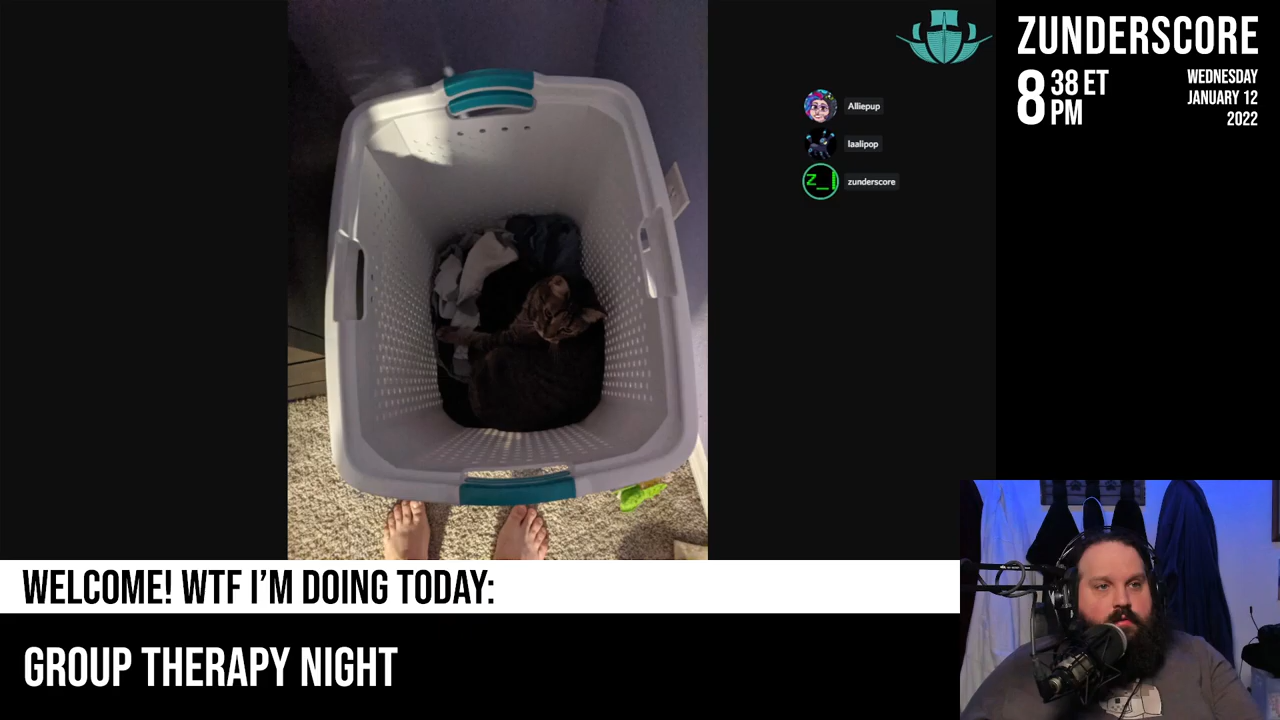 ZUNDERSCORE
8 38 ET
PM
WEDNESDAY
JANUARY 12
2022
Alliepup
laalipop
Z_
zunderscore
WELCOME! WTF I'M DOING TODAY:
GROUP THERAPY NIGHT